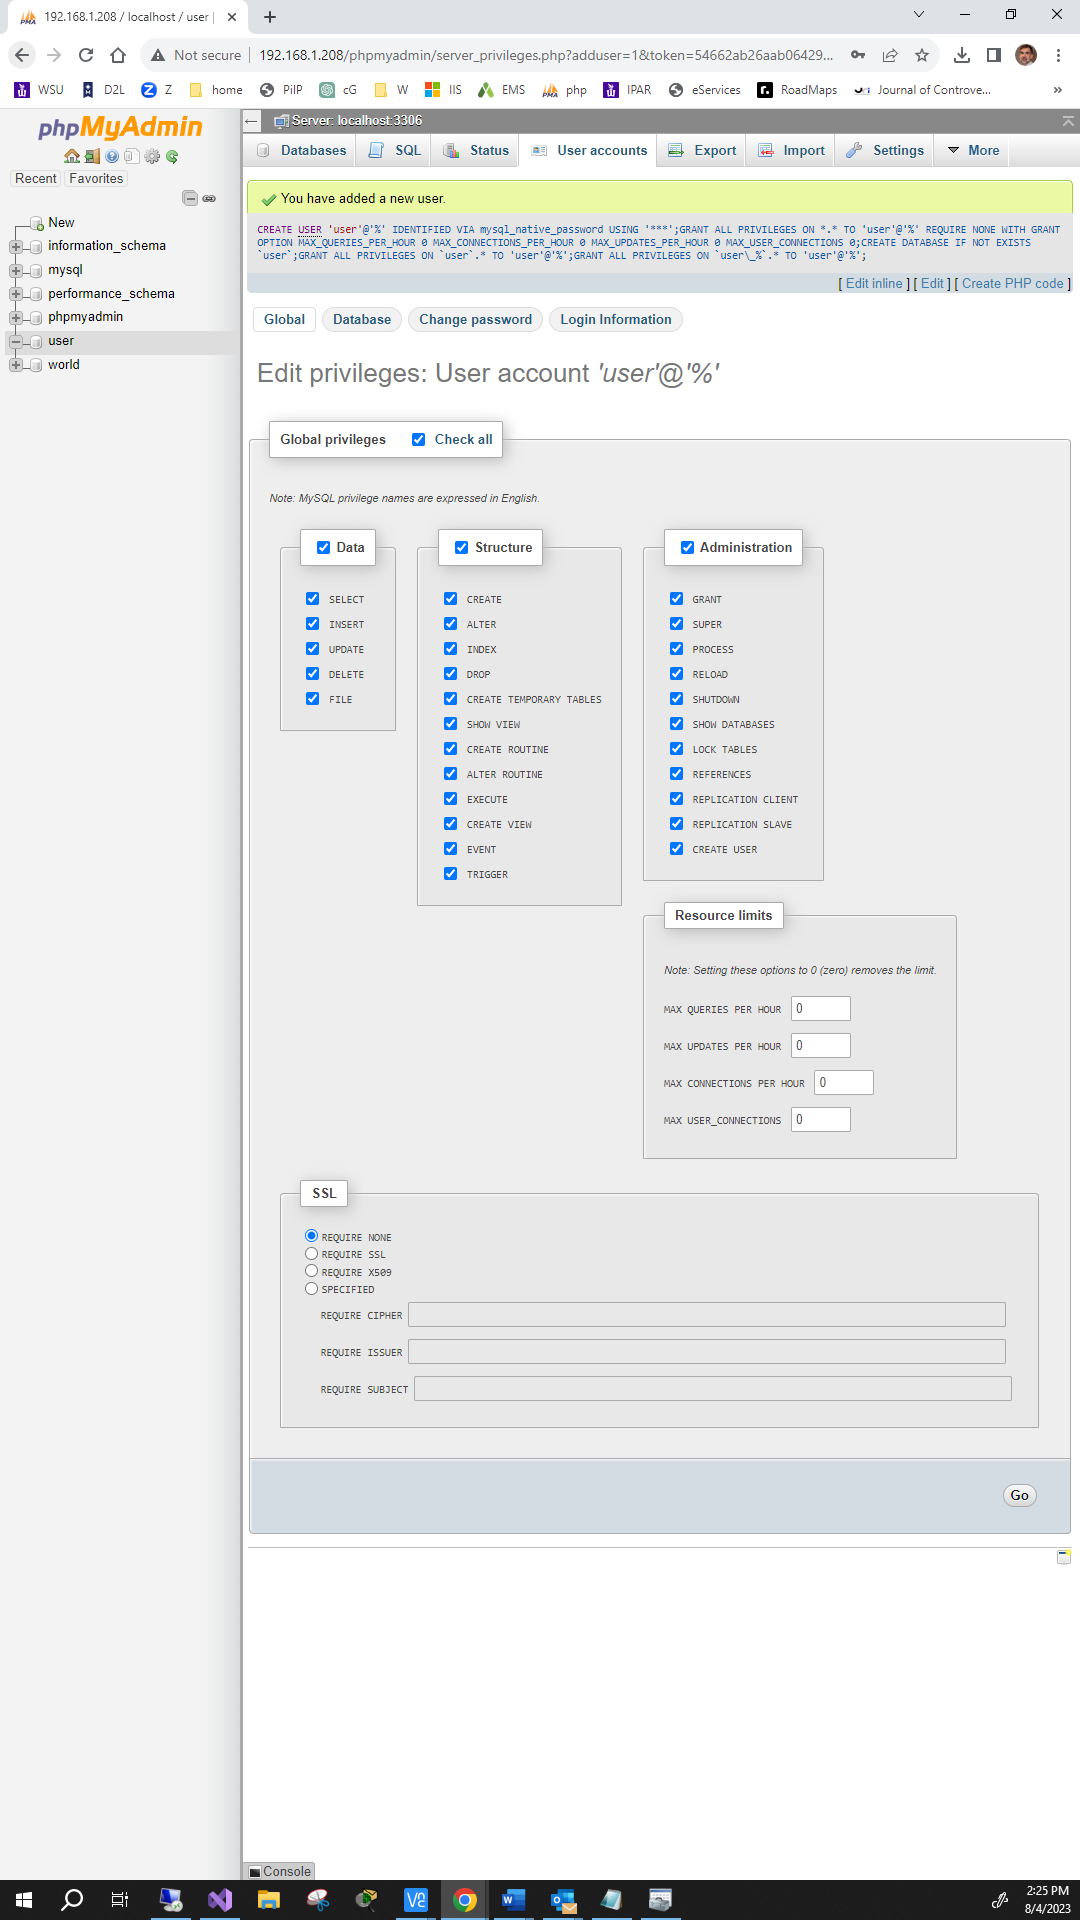 192.168.1.208 / localhost / user |
Not secure
192.168.1.208/phpmyadmin/server_privileges.php?adduser=1&token=54662ab26aab06429...
WSU
D2L
Z
home
PilP
cG
W
IIS
EMS
php
IPAR
eServices
RoadMaps
Journal of Controve...
»
phpMyAdmin
Recent
Favorites
New
information_schema
mysql
performance_schema
phpmyadmin
user
world
Server: localhost:3306
Databases
SQL
Status
User accounts
Export
Import
Settings
More
You have added a new user.
CREATE USER 'user'@'%' IDENTIFIED VIA mysql_native_password USING '***';GRANT ALL PRIVILEGES ON *.* TO 'user'@'%' REQUIRE NONE WITH GRANT
OPTION MAX_QUERIES_PER_HOUR 0 MAX_CONNECTIONS_PER_HOUR 0 MAX_UPDATES_PER_HOUR 0 MAX_USER_CONNECTIONS 0;CREATE DATABASE IF NOT EXISTS
`user`;GRANT ALL PRIVILEGES ON `user`.* TO 'user'@'%';GRANT ALL PRIVILEGES ON `user\_%`.* TO 'user'@'%';
[ Edit inline ] [ Edit ] [ Create PHP code ]
Global
Database
Change password
Login Information
Edit privileges: User account 'user'@'%'
Global privileges
Check all
Note: MySQL privilege names are expressed in English.
Data
SELECT
INSERT
UPDATE
DELETE
FILE
Structure
CREATE
ALTER
INDEX
DROP
CREATE TEMPORARY TABLES
SHOW VIEW
CREATE ROUTINE
ALTER ROUTINE
EXECUTE
CREATE VIEW
EVENT
TRIGGER
Administration
GRANT
SUPER
PROCESS
RELOAD
SHUTDOWN
SHOW DATABASES
LOCK TABLES
REFERENCES
REPLICATION CLIENT
REPLICATION SLAVE
CREATE USER
Resource limits
Note: Setting these options to 0 (zero) removes the limit.
MAX QUERIES PER HOUR 0
MAX UPDATES PER HOUR 0
MAX CONNECTIONS PER HOUR 0
MAX USER_CONNECTIONS 0
SSL
REQUIRE NONE
REQUIRE SSL
REQUIRE X509
SPECIFIED
REQUIRE CIPHER
REQUIRE ISSUER
REQUIRE SUBJECT
Go
Console
2:25 PM
8/4/2023